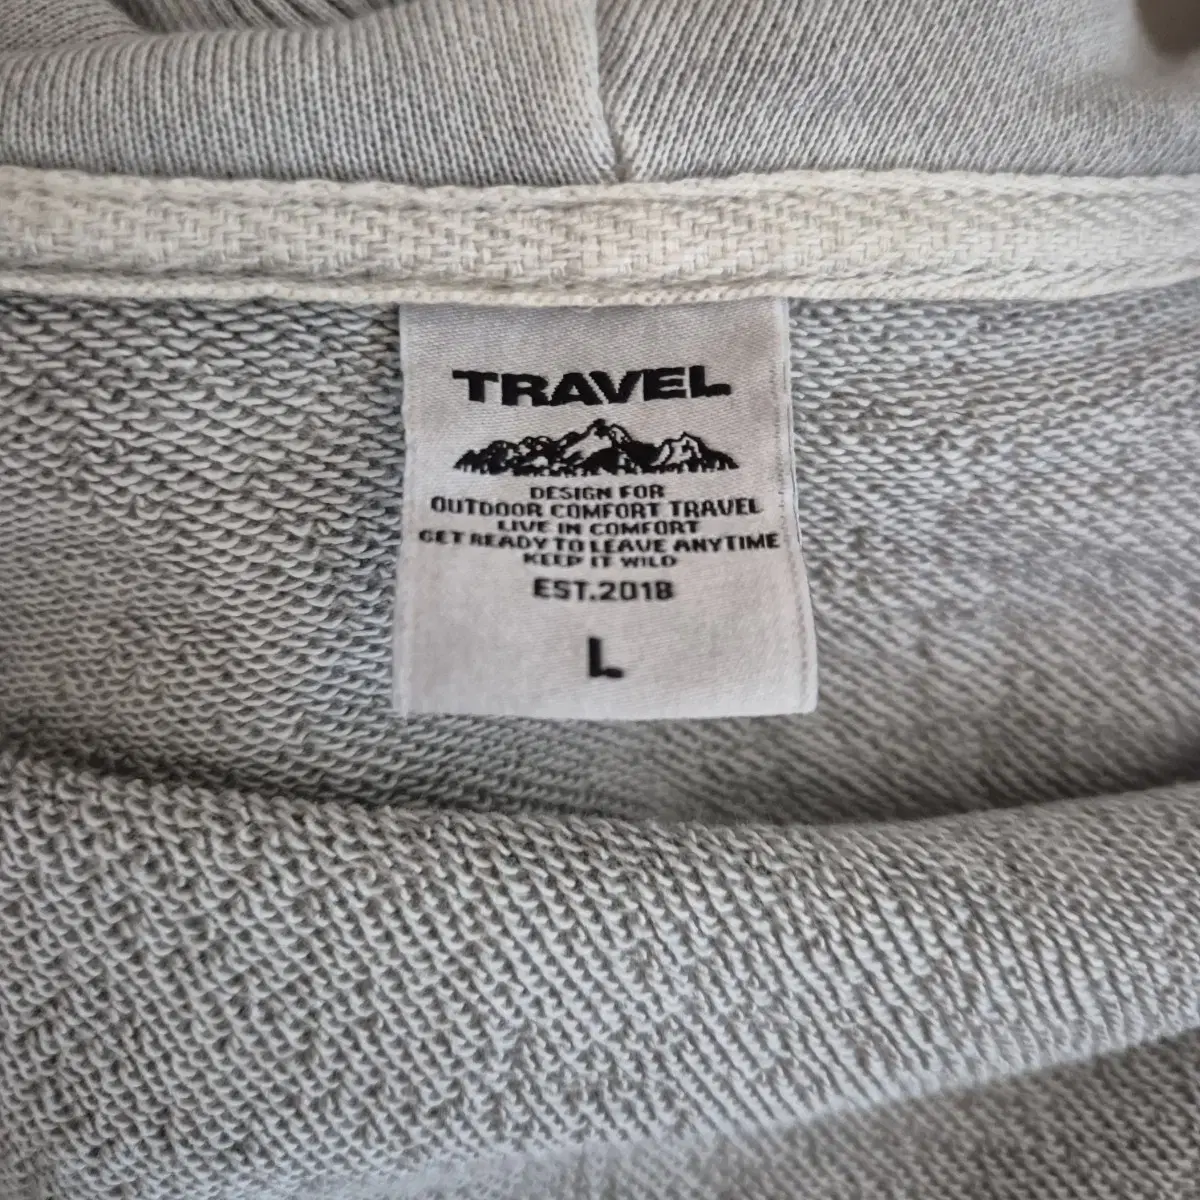 TRAVEL
DESIGN FOR
OUTDOOR COMFORT TRAVEL
LIVE IN COMFORT
GET READY TO LEAVE ANYTIME
KEEP IT WILD
EST.2018
L